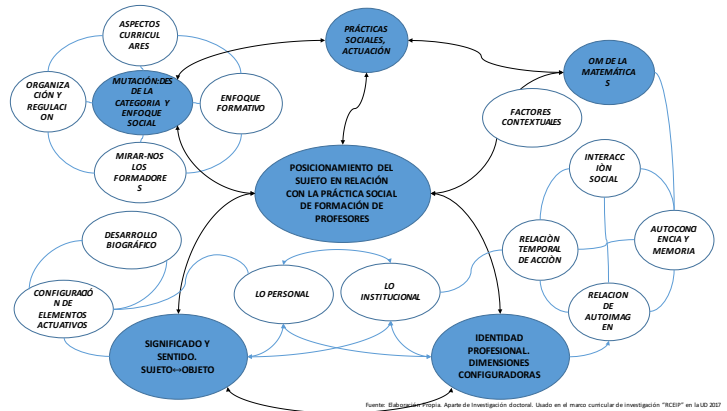 ASPECTOS
CURRICUL
ARES
PRÁCTICAS
SOCIALES,
ACTUACIÓN
OM DE LA
MATEMÁTICA
S
ORGANIZA
CIÓN Y
REGULACI
ON
MUTACIÓN:DES
DE LA
CATEGORIA Y
ENFOQUE
SOCIAL
ENFOQUE
FORMATIVO
FACTORES
CONTEXTUALES
MIRAR-NOS
LOS
FORMADORE
S
INTERACC
IÒN
SOCIAL
POSICIONAMIENTO DEL
SUJETO EN RELACIÓN
CON LA PRÁCTICA SOCIAL
DE FORMACIÓN DE
PROFESORES
DESARROLLO
BIOGRÁFICO
RELACIÒN
TEMPORAL
DE ACCIÒN
AUTOCONCI
ENCIA Y
MEMORIA
CONFIGURACIÓ
N DE
ELEMENTOS
ACTUATIVOS
LO PERSONAL
LO
INSTITUCIONAL
RELACION
DE
AUTOIMAG
EN
SIGNIFICADO Y
SENTIDO.
SUJETO↔OBJETO
IDENTIDAD
PROFESIONAL.
DIMENSIONES
CONFIGURADORAS
Fuente: Elaboración Propia. Aparte de Investigación doctoral. Usado en el marco curricular de investigación "RCEIP" en la UD 2017